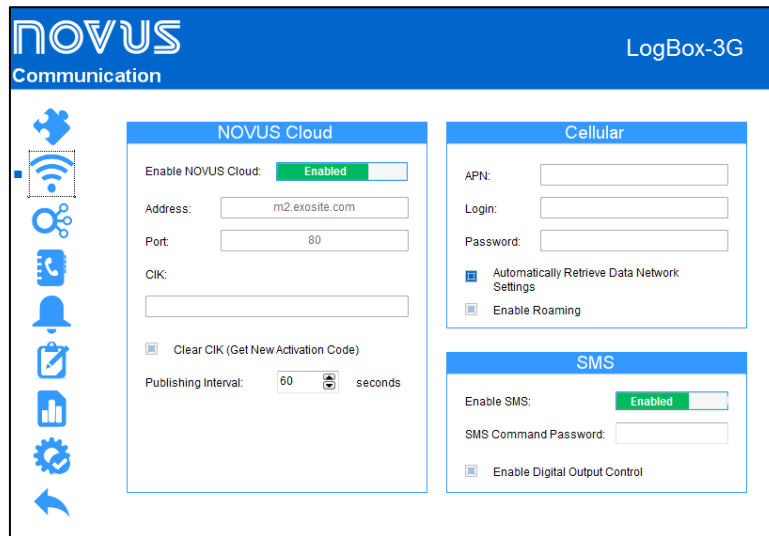 NOVUS
LogBox-3G
Communication
NOVUS Cloud
Enable NOVUS Cloud: Enabled
Address: m2.exosite.com
Port: 80
CIK:
Clear CIK (Get New Activation Code)
Publishing Interval: 60 seconds
Cellular
APN:
Login:
Password:
Automatically Retrieve Data Network
Settings
Enable Roaming
SMS
Enable SMS: Enabled
SMS Command Password:
Enable Digital Output Control